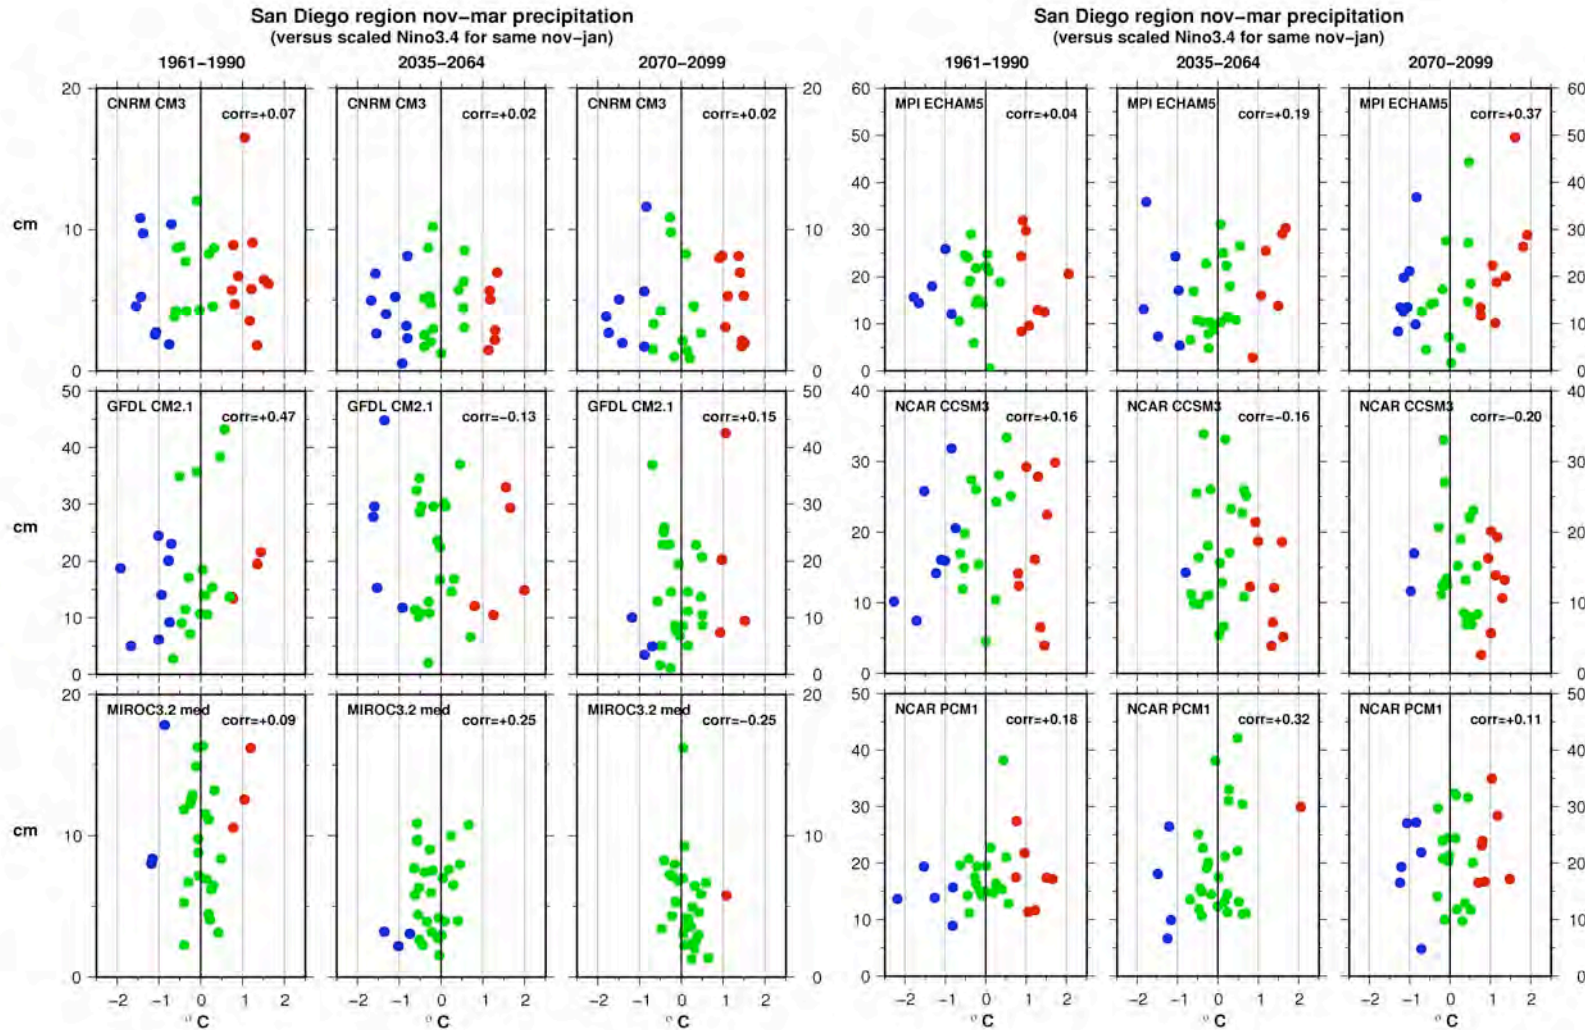 San Diego region nov-mar precipitation
(versus scaled Nino3.4 for same nov-jan)
1961-1990 2035-2064 2070-2099
San Diego region nov-mar precipitation
(versus scaled Nino3.4 for same nov-jan)
1961-1990 2035-2064 2070-2099
20 20 60 60
CNRM CM3 CNRM CM3 CNRM CM3 MPI ECHAM5 MPI ECHAM5 MPI ECHAM5
corr=+0.07 corr=+0.02 corr=+0.02 corr=+0.04 corr=+0.19 corr=+0.37
50 50
40 40
cm 10 10 30 30
20 20
10 10
0 0 0 0
50 50 40 40
GFDL CM2.1 GFDL CM2.1 GFDL CM2.1 NCAR CCSM3 NCAR CCSM3 NCAR CCSM3
corr=+0.47 corr=-0.13 corr=+0.15 corr=+0.16 corr=-0.16 corr=-0.20
40 40
30 30 30 30
cm
20 20 20 20
10 10 10 10
0 0 0 0
20 20 50 50
MIROC3.2 med MIROC3.2 med MIROC3.2 med NCAR PCM1 NCAR PCM1 NCAR PCM1
corr=+0.09 corr=+0.25 corr=-0.25 corr=+0.18 corr=+0.32 corr=+0.11
40 40
30 30
cm 10 10
20 20
10 10
0 0 0 0
-2 -1 0 1 2 -2 -1 0 1 2 -2 -1 0 1 2 -2 -1 0 1 2 -2 -1 0 1 2 -2 -1 0 1 2
° C ° C ° C ° C ° C ° C